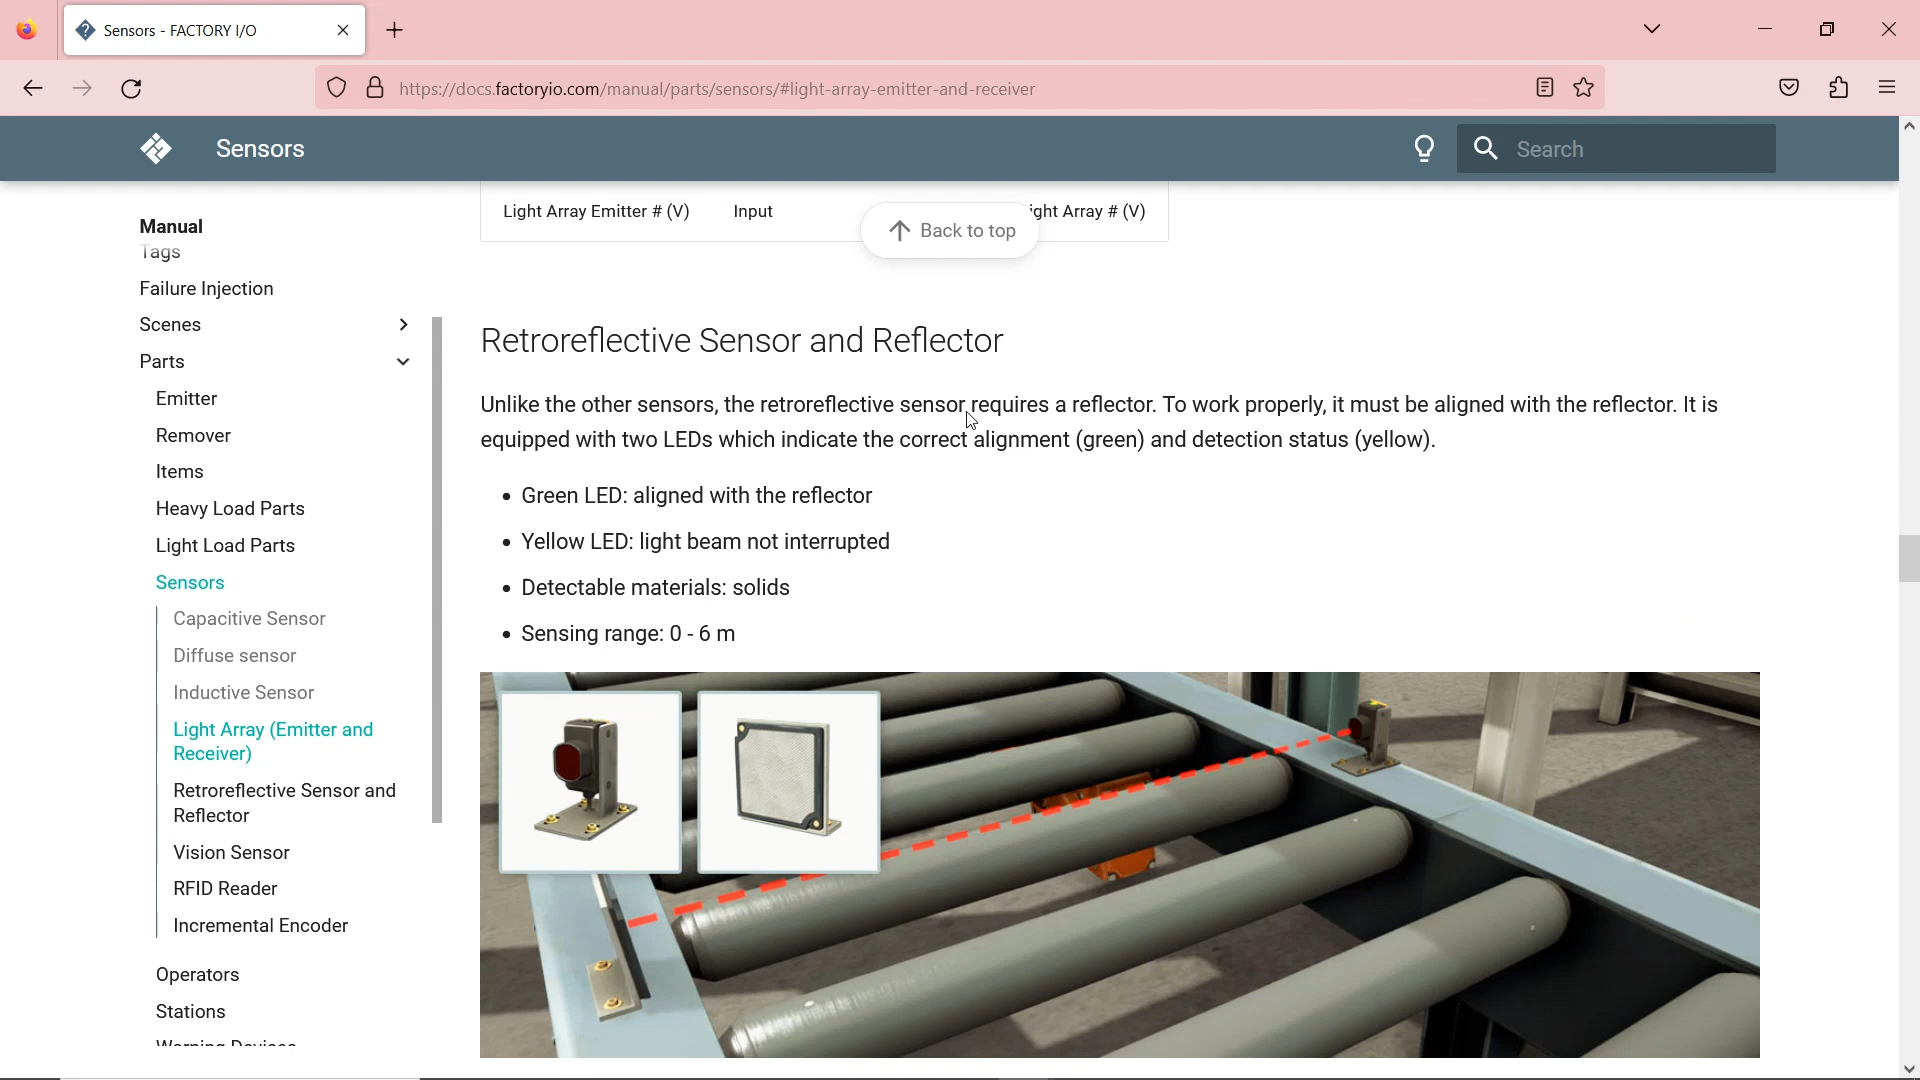 Sensors - FACTORY I/O
https://docs.factoryio.com/manual/parts/sensors/#light-array-emitter-and-receiver
Sensors
Search
Manual
Tags
Failure Injection
Scenes
Parts
Emitter
Remover
Items
Heavy Load Parts
Light Load Parts
Sensors
Capacitive Sensor
Diffuse sensor
Inductive Sensor
Light Array (Emitter and
Receiver)
Retroreflective Sensor and
Reflector
Vision Sensor
RFID Reader
Incremental Encoder
Operators
Stations
Warning Devices
Light Array Emitter # (V) Input ight Array # (V)
Back to top
Retroreflective Sensor and Reflector
Unlike the other sensors, the retroreflective sensor requires a reflector. To work properly, it must be aligned with the reflector. It is
equipped with two LEDs which indicate the correct alignment (green) and detection status (yellow).
• Green LED: aligned with the reflector
• Yellow LED: light beam not interrupted
• Detectable materials: solids
• Sensing range: 0 - 6 m